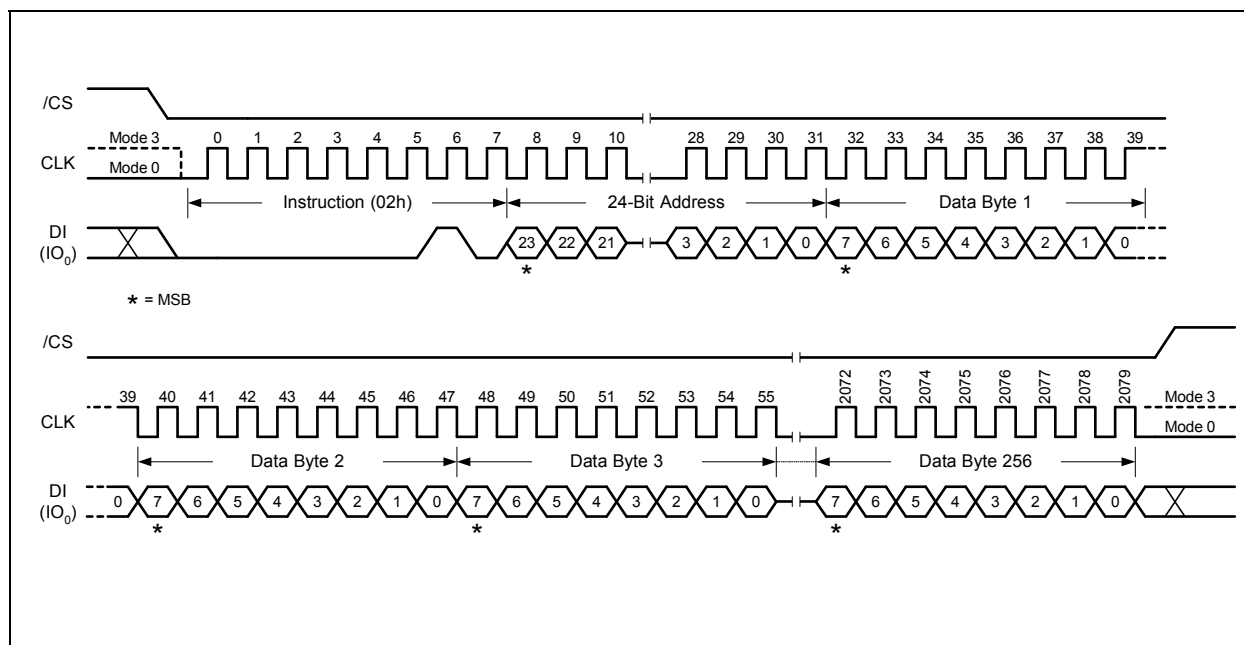 /CS
Mode 3 0 1 2 3 4 5 6 7 8 9 10 28 29 30 31 32 33 34 35 36 37 38 39
CLK
Mode 0
Instruction (02h) 24-Bit Address Data Byte 1
DI
(IO0) 23 22 21 3 2 1 0 7 6 5 4 3 2 1 0
* *
* = MSB
/CS
39 40 41 42 43 44 45 46 47 48 49 50 51 52 53 54 55 2072 2073 2074 2075 2076 2077 2078 2079 Mode 3
CLK
Mode 0
Data Byte 2 Data Byte 3 Data Byte 256
DI
(IO0) 0 7 6 5 4 3 2 1 0 7 6 5 4 3 2 1 0 7 6 5 4 3 2 1 0
* * *